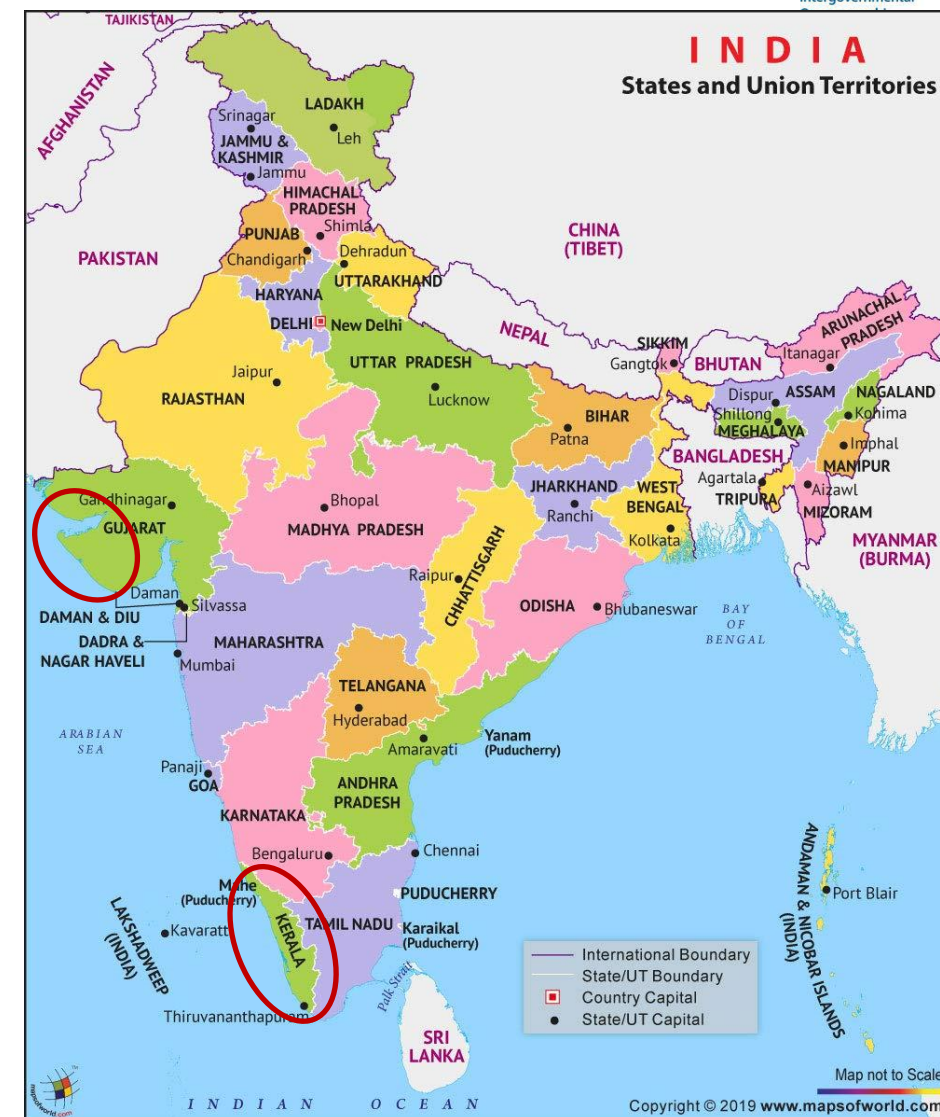 Intergovernmental
TAJIKISTAN
I N D I A
States and Union Territories
AFGHANISTAN
LADAKH
Srinagar
Leh
JAMMU &
KASHMIR
Jammu
HIMACHAL
PRADESH
Shimla
CHINA
(TIBET)
PUNJAB
Chandigarh
Dehradun
PAKISTAN
UTTARAKHAND
HARYANA
DELHI
New Delhi
NEPAL
SIKKIM
Gangtok
BHUTAN
ARUNACHAL
PRADESH
Itanagar
UTTAR PRADESH
Lucknow
Jaipur
RAJASTHAN
Dispur
ASSAM
NAGALAND
Shillong
MEGHALAYA
Kohima
BIHAR
Patna
Imphal
MANIPUR
BANGLADESH
Agartala
TRIPURA
Aizawl
MIZORAM
JHARKHAND
Ranchi
WEST
BENGAL
Kolkata
Gandhinagar
GUJARAT
Bhopal
MADHYA PRADESH
MYANMAR
(BURMA)
CHHATTISGARH
Raipur
ODISHA
Bhubaneswar
BAY
OF
BENGAL
Daman
Silvassa
DAMAN & DIU
DADRA &
NAGAR HAVELI
MAHARASHTRA
Mumbai
TELANGANA
Hyderabad
ARABIAN
SEA
Amaravati
Yanam
(Puducherry)
Panaji
GOA
ANDHRA
PRADESH
KARNATAKA
Bengaluru
Chennai
Mahe
(Puducherry)
PUDUCHERRY
KERALA
TAMIL NADU
Karaikal
(Puducherry)
LAKSHADWEEP
(INDIA)
Kavaratti
ANDAMAN & NICOBAR ISLANDS
(INDIA)
Port Blair
Thiruvananthapuram
Palk Strait
SRI
LANKA
International Boundary
State/UT Boundary
Country Capital
State/UT Capital
Map not to Scale
mapsofworld.com
I N D I A N O C E A N
Copyright © 2019 www.mapsofworld.com